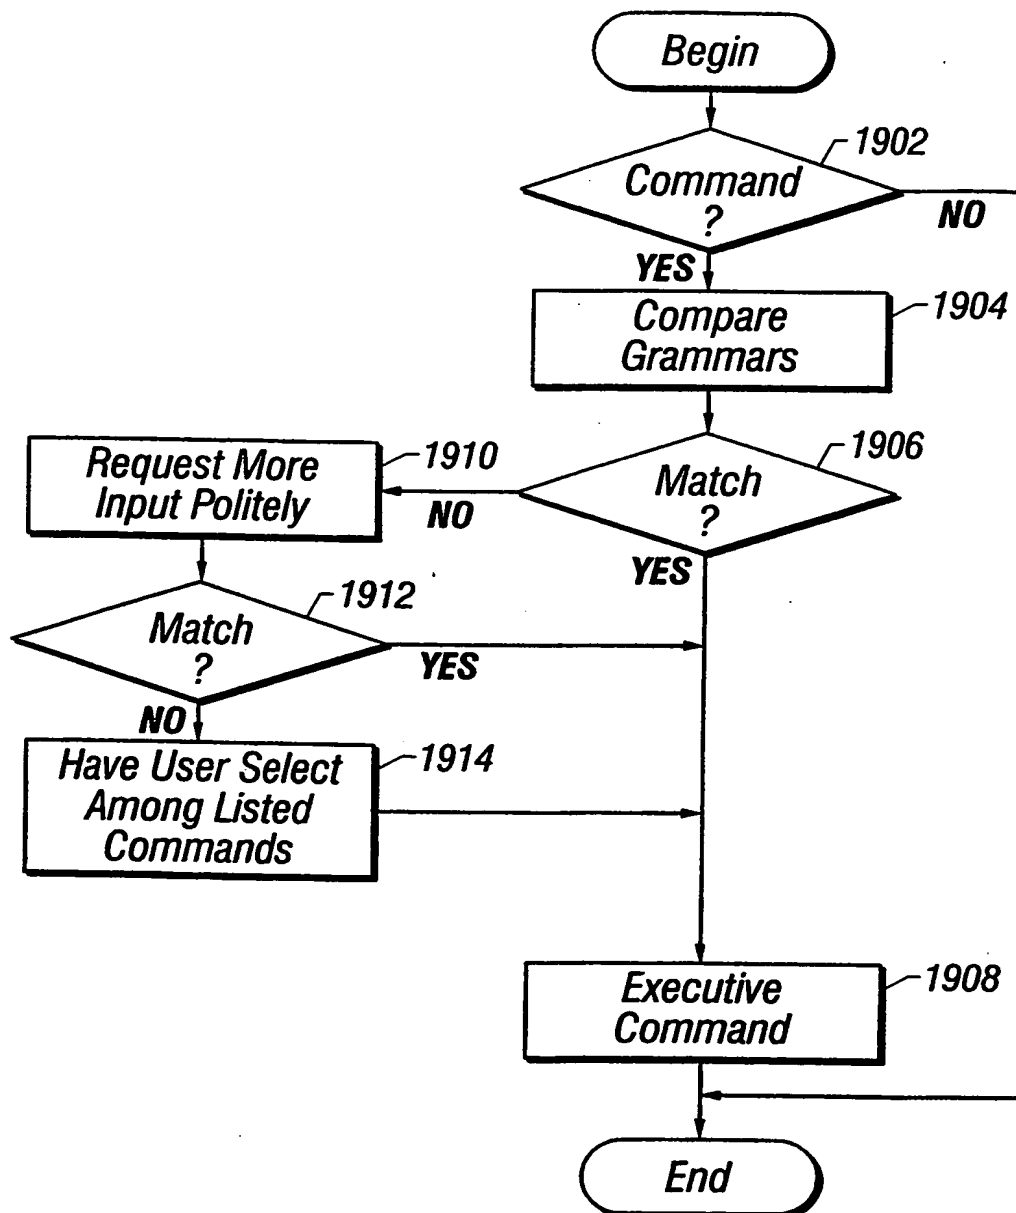 Begin
1902
Command
?
NO
YES
1904
Compare
Grammars
1906
Match
?
NO
YES
1910
Request More
Input Politely
1912
Match
?
YES
NO
1914
Have User Select
Among Listed
Commands
1908
Executive
Command
End